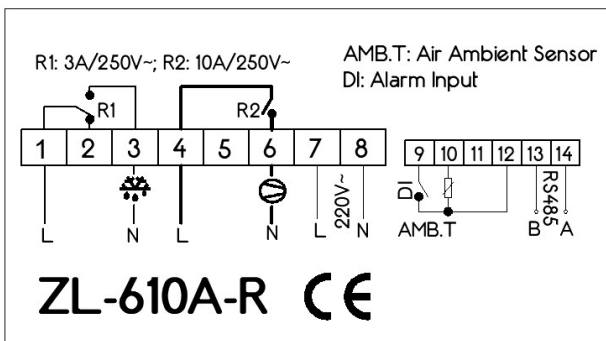 R1: 3A/250V~; R2: 10A/250V~
AMB.T: Air Ambient Sensor
DI: Alarm Input
R1
R2
1 2 3 4 5 6 7 8
9 10 11 12 13 14
DI
AMB.T
RS485
B A
L N L N L 220V~ N
ZL-610A-R CE